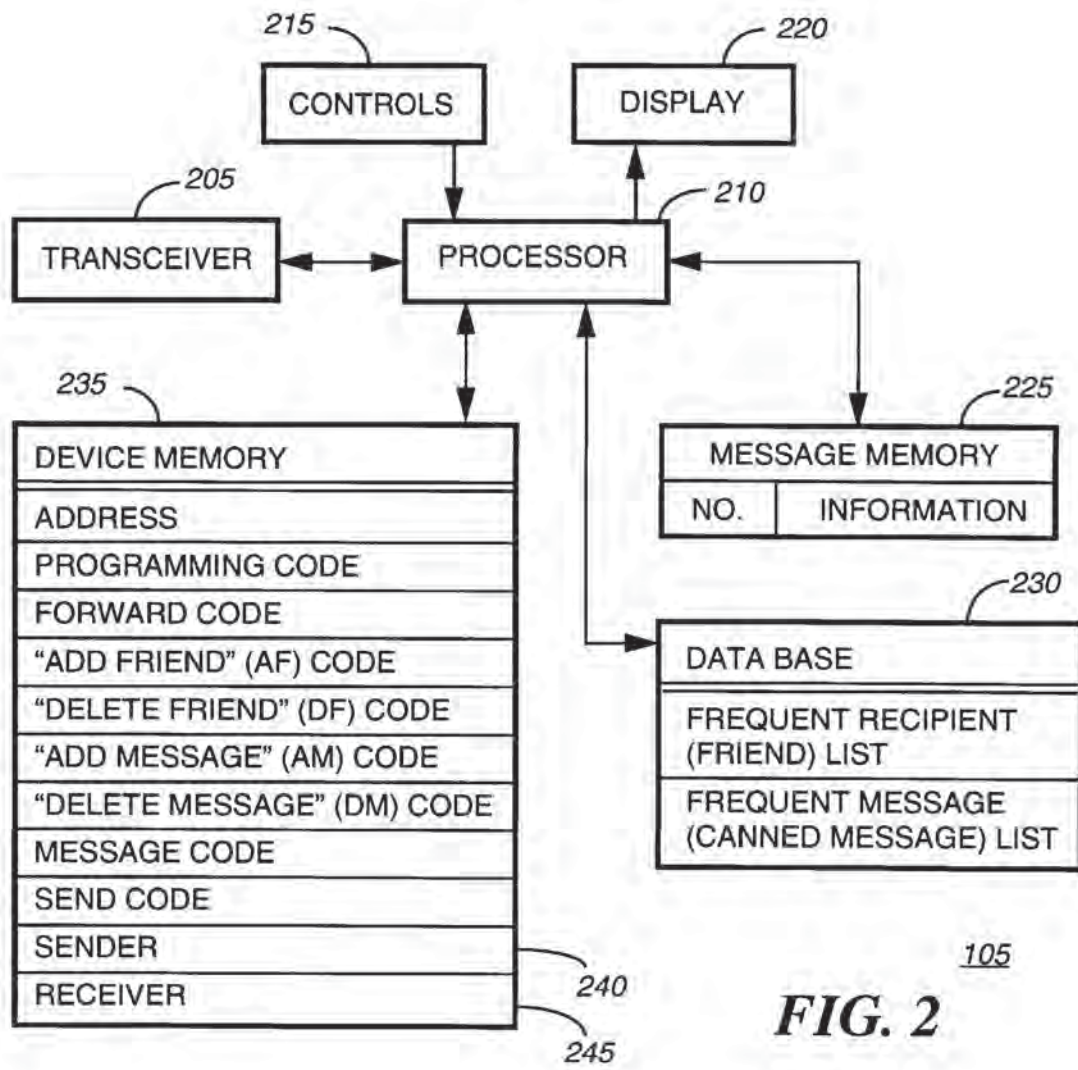 215
220
CONTROLS
DISPLAY
205
210
TRANSCEIVER
PROCESSOR
235
225
DEVICE MEMORY
MESSAGE MEMORY
NO.
INFORMATION
ADDRESS
PROGRAMMING CODE
FORWARD CODE
230
"ADD FRIEND" (AF) CODE
DATA BASE
"DELETE FRIEND" (DF) CODE
FREQUENT RECIPIENT
(FRIEND) LIST
"ADD MESSAGE" (AM) CODE
"DELETE MESSAGE" (DM) CODE
FREQUENT MESSAGE
(CANNED MESSAGE) LIST
MESSAGE CODE
SEND CODE
SENDER
240
105
RECEIVER
245
FIG. 2